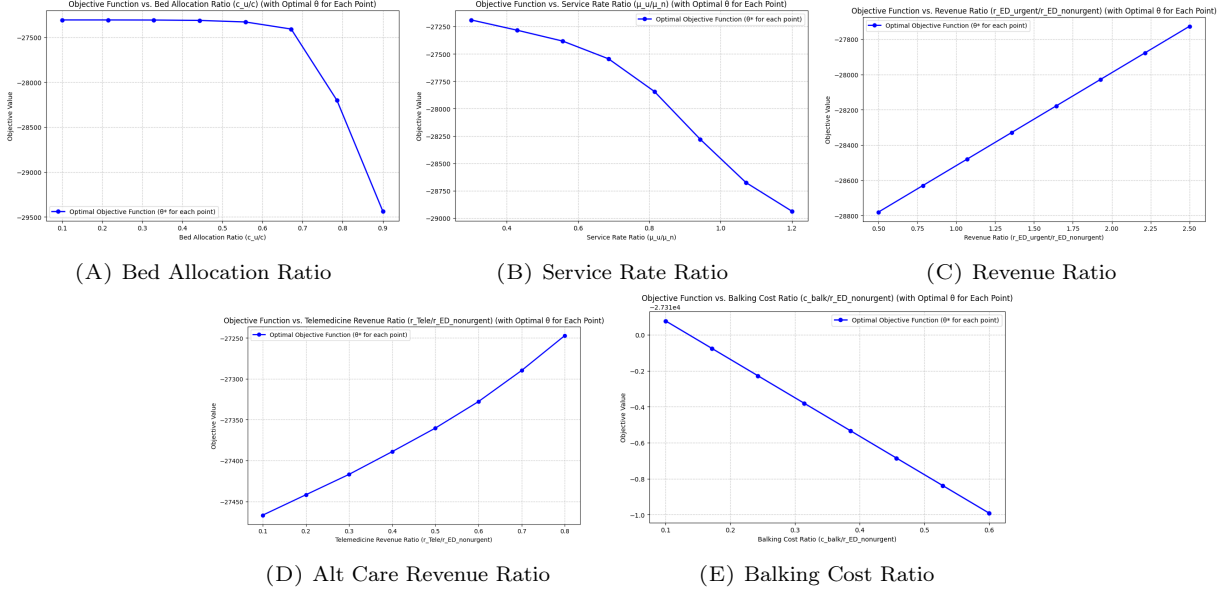 Objective Function vs. Bed Allocation Ratio (c_u/c) (with Optimal θ for Each Point)
Objective Value
−27500
−28000
−28500
−29000
−29500
Optimal Objective Function (θ* for each point)
0.1 0.2 0.3 0.4 0.5 0.6 0.7 0.8 0.9
Bed Allocation Ratio (c_u/c)
(A) Bed Allocation Ratio
Objective Function vs. Service Rate Ratio (μ_u/μ_n) (with Optimal θ for Each Point)
Optimal Objective Function (θ* for each point)
Objective Value
−27250
−27500
−27750
−28000
−28250
−28500
−28750
−29000
0.4 0.6 0.8 1.0 1.2
Service Rate Ratio (μ_u/μ_n)
(B) Service Rate Ratio
Objective Function vs. Revenue Ratio (r_ED_urgent/r_ED_nonurgent) (with Optimal θ for Each Point)
Optimal Objective Function (θ* for each point)
Objective Value
−27800
−28000
−28200
−28400
−28600
−28800
0.50 0.75 1.00 1.25 1.50 1.75 2.00 2.25 2.50
Revenue Ratio (r_ED_urgent/r_ED_nonurgent)
(C) Revenue Ratio
Objective Function vs. Telemedicine Revenue Ratio (r_Tele/r_ED_nonurgent) (with Optimal θ for Each Point)
Optimal Objective Function (θ* for each point)
Objective Value
−27250
−27300
−27350
−27400
−27450
0.1 0.2 0.3 0.4 0.5 0.6 0.7 0.8
Telemedicine Revenue Ratio (r_Tele/r_ED_nonurgent)
(D) Alt Care Revenue Ratio
Objective Function vs. Balking Cost Ratio (c_balk/r_ED_nonurgent) (with Optimal θ for Each Point)
−2.731e4
Optimal Objective Function (θ* for each point)
Objective Value
0.0
−0.2
−0.4
−0.6
−0.8
−1.0
0.1 0.2 0.3 0.4 0.5 0.6
Balking Cost Ratio (c_balk/r_ED_nonurgent)
(E) Balking Cost Ratio